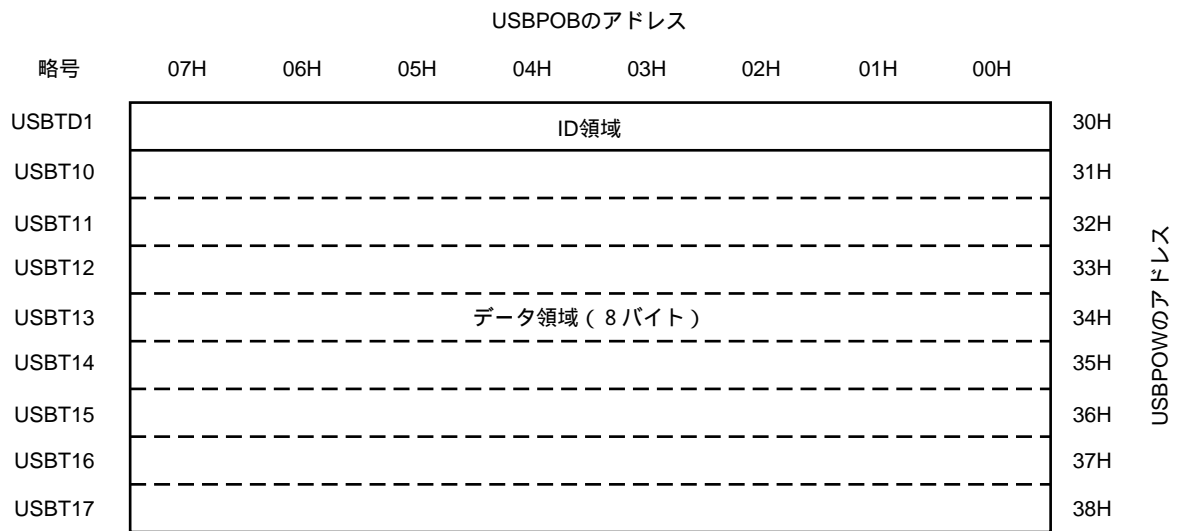 USBPOBのアドレス
略号 07H 06H 05H 04H 03H 02H 01H 00H
USBTD1 ID領域 30H
USBT10 31H
USBT11 32H
USBT12 33H
USBT13 データ領域(8バイト) 34H
USBT14 35H
USBT15 36H
USBT16 37H
USBT17 38H
USBPOWのアドレス